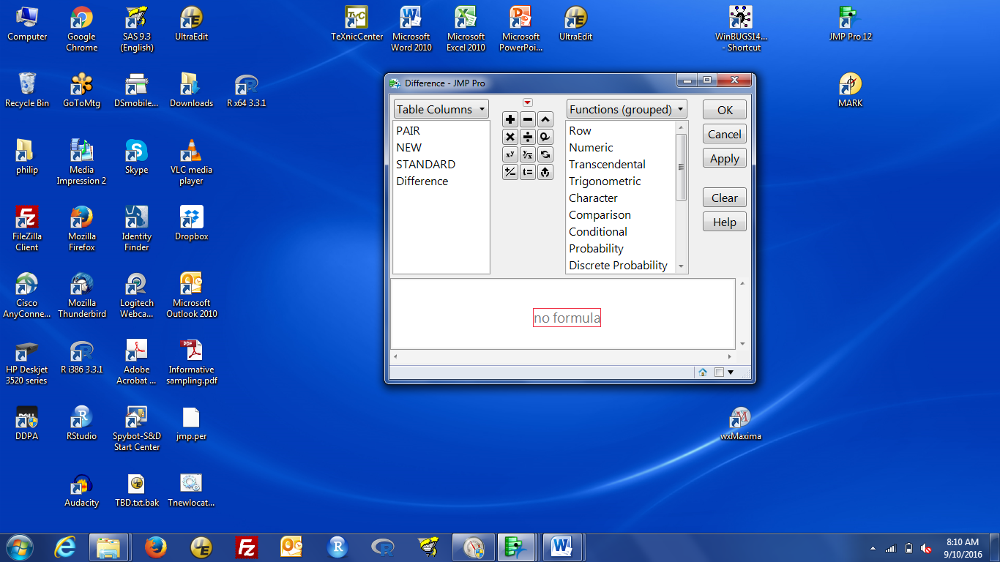 Computer
Google
Chrome
SAS 9.3
(English)
UltraEdit
TeXnicCenter
Microsoft
Word 2010
Microsoft
Excel 2010
Microsoft
PowerPoi...
UltraEdit
WinBUGS14...
- Shortcut
JMP Pro 12
Recycle Bin
GoToMtg
DSmobile...
Downloads
R x64 3.3.1
MARK
philip
Media
Impression 2
Skype
VLC media
player
FileZilla
Client
Mozilla
Firefox
Identity
Finder
Dropbox
Cisco
AnyConne...
Mozilla
Thunderbird
Logitech
Webca...
Microsoft
Outlook 2010
HP Deskjet
3520 series
R i386 3.3.1
Adobe
Acrobat ...
Informative
sampling.pdf
DDPA
RStudio
Spybot-S&D
Start Center
jmp.per
wxMaxima
Audacity
TBD.txt.bak
Tnewlocat...
Difference - JMP Pro
Table Columns
PAIR
NEW
STANDARD
Difference
Functions (grouped)
Row
Numeric
Transcendental
Trigonometric
Character
Comparison
Conditional
Probability
Discrete Probability
OK
Cancel
Apply
Clear
Help
no formula
8:10 AM
9/10/2016